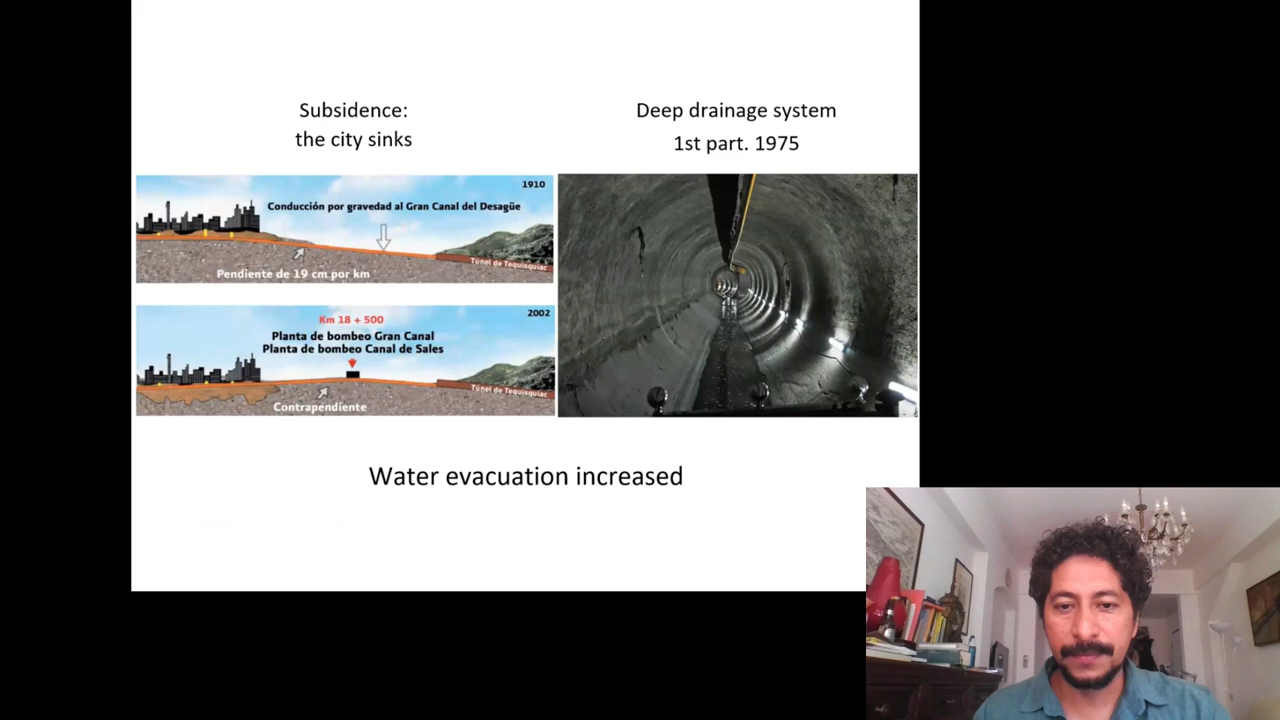 Subsidence:
the city sinks
Deep drainage system
1st part. 1975
1910
Conducción por gravedad al Gran Canal del Desagüe
Pendiente de 19 cm por km
Túnel de Tequisquiac
2002
Km 18 + 500
Planta de bombeo Gran Canal
Planta de bombeo Canal de Sales
Contrapendiente
Túnel de Tequisquiac
Water evacuation increased